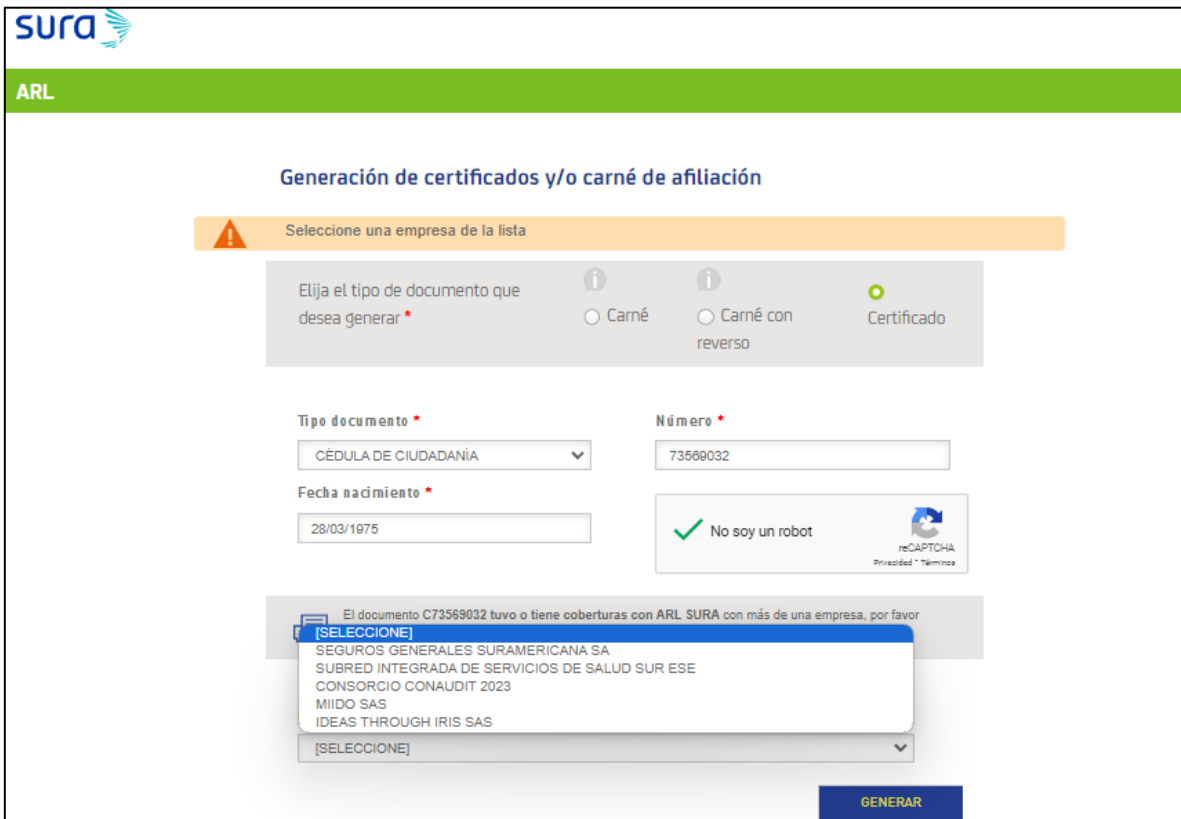 sura
ARL
Generación de certificados y/o carné de afiliación
Seleccione una empresa de la lista
Elija el tipo de documento que
desea generar *
Carné
Carné con
reverso
Certificado
Tipo documento *
Número *
CÉDULA DE CIUDADANÍA
73569032
Fecha nacimiento *
28/03/1975
No soy un robot
reCAPTCHA
Privacidad - Términos
El documento C73569032 tuvo o tiene coberturas con ARL SURA con más de una empresa, por favor
[SELECCIONE]
SEGUROS GENERALES SURAMERICANA SA
SUBRED INTEGRADA DE SERVICIOS DE SALUD SUR ESE
CONSORCIO CONAUDIT 2023
MIIDO SAS
IDEAS THROUGH IRIS SAS
[SELECCIONE]
GENERAR